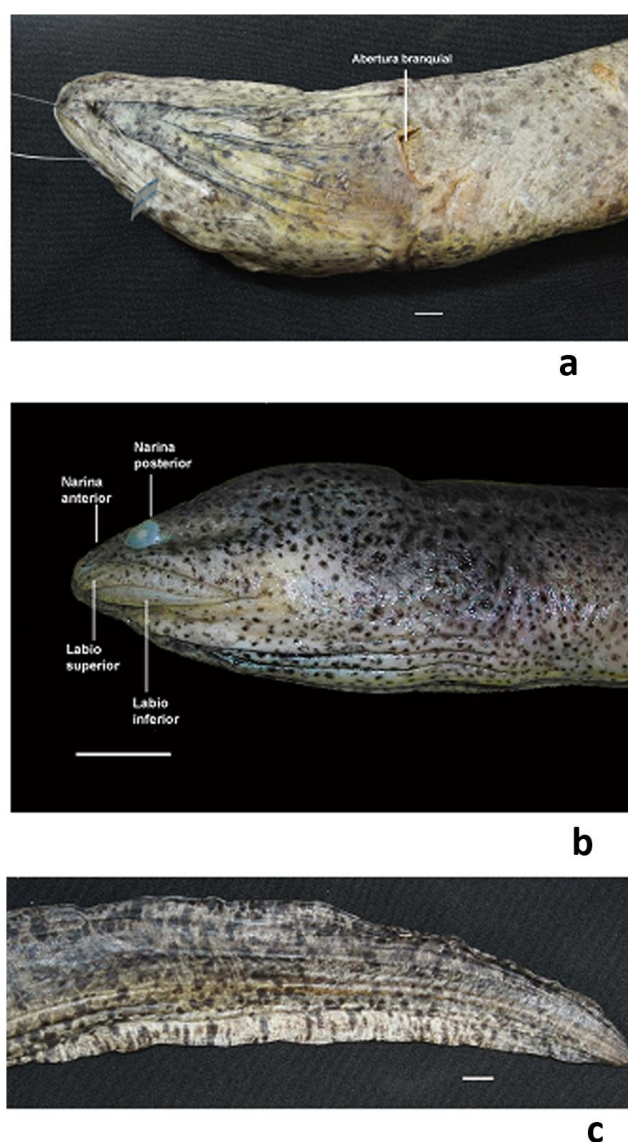 Abertura branquial
a
Narina
posterior
Narina
anterior
Labio
superior
Labio
inferior
b
c